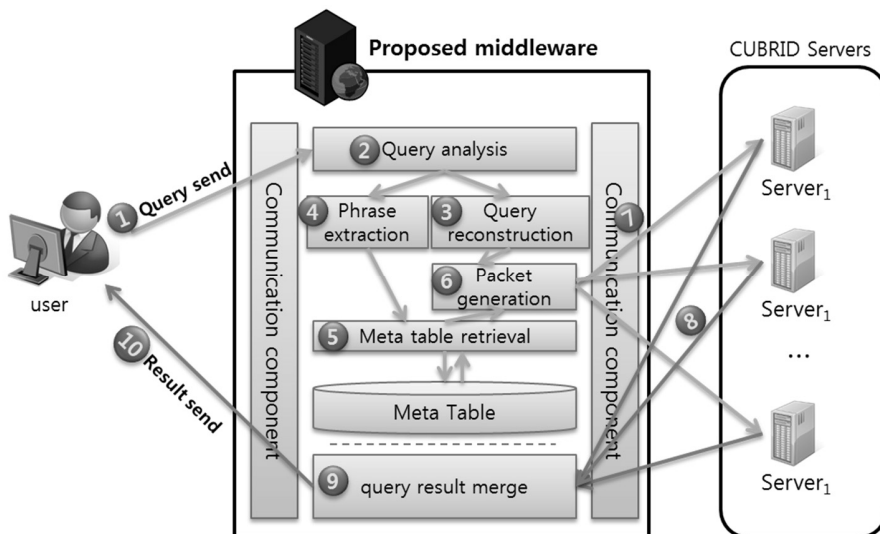 Proposed middleware
CUBRID Servers
Communication component
2 Query analysis
Communication component
1 Query send
4 Phrase
extraction
3 Query
reconstruction
7
Server1
6 Packet
generation
user
5 Meta table retrieval
8
Server1
...
10 Result send
Meta Table
9 query result merge
Server1